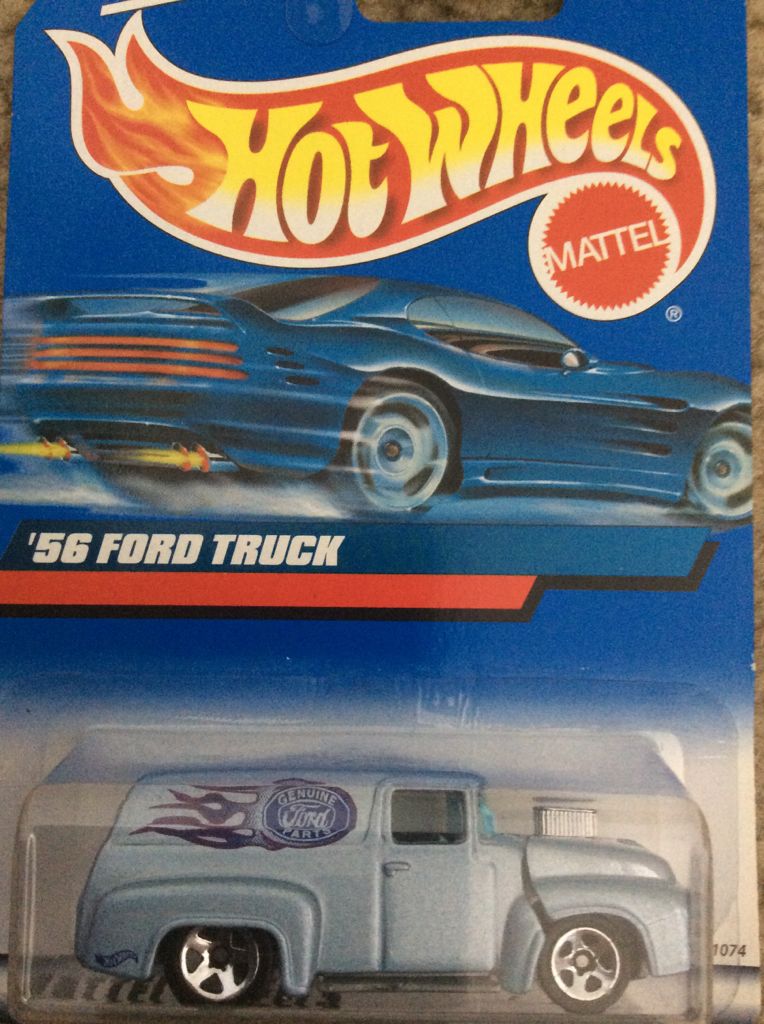 Hot Wheels
MATTEL
®
'56 FORD TRUCK
GENUINE
Ford
PARTS
1074